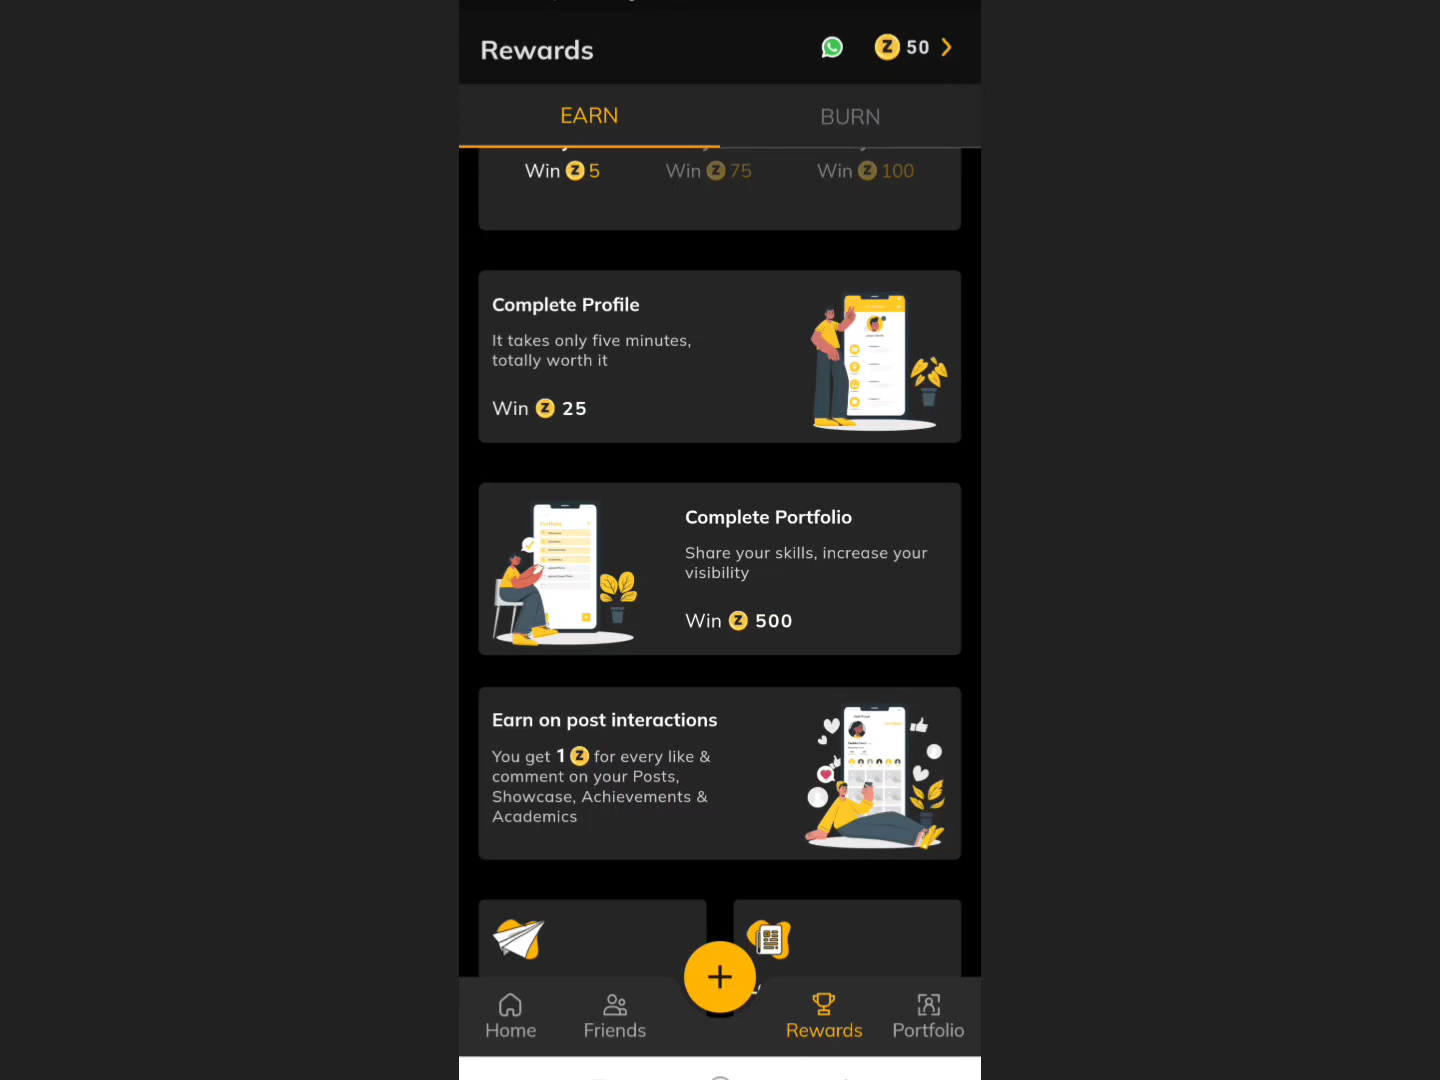 Rewards
Z 50
EARN
BURN
Win Z 5
Win Z 75
Win Z 100
Complete Profile
It takes only five minutes,
totally worth it
Win Z 25
Complete Portfolio
Share your skills, increase your
visibility
Win Z 500
Earn on post interactions
You get 1 Z for every like &
comment on your Posts,
Showcase, Achievements &
Academics
Home
Friends
Rewards
Portfolio